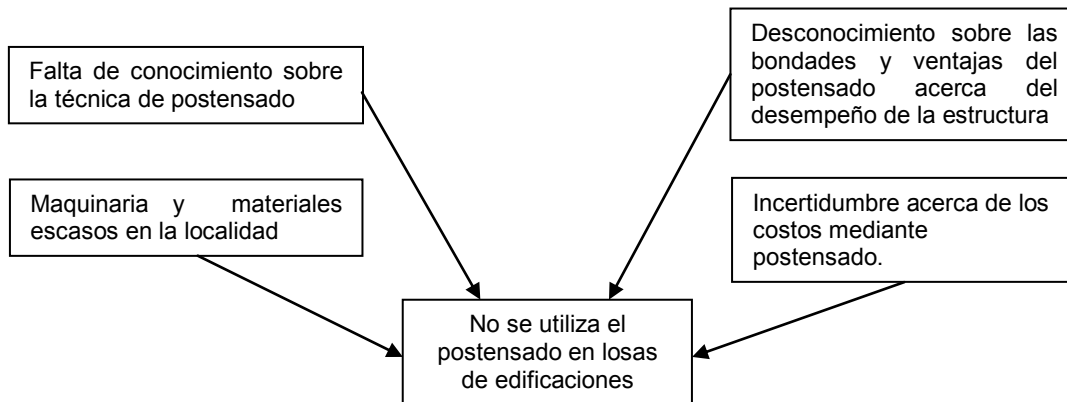 Falta de conocimiento sobre
la técnica de postensado
Desconocimiento sobre las
bondades y ventajas del
postensado acerca del
desempeño de la estructura
Maquinaria y materiales
escasos en la localidad
Incertidumbre acerca de los
costos mediante
postensado.
No se utiliza el
postensado en losas
de edificaciones